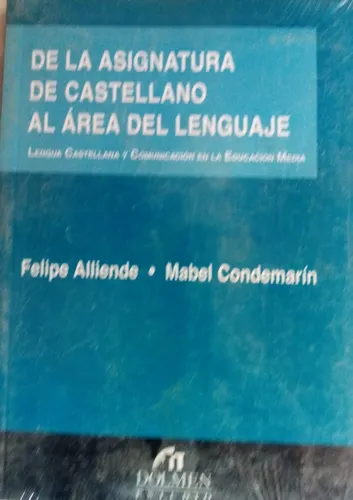 DE LA ASIGNATURA
DE CASTELLANO
AL ÁREA DEL LENGUAJE
LENGUA CASTELLANA Y COMUNICACIÓN EN LA EDUCACIÓN MEDIA
Felipe Alliende • Mabel Condemarín
DOLMEN